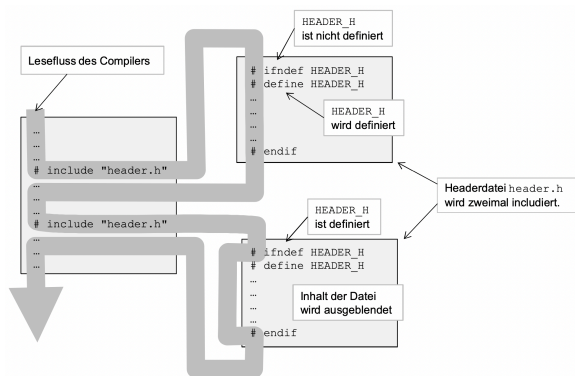 HEADER_H
ist nicht definiert
Lesefluss des Compilers
# ifndef HEADER_H
# define HEADER_H
…
…
…
…
# endif
HEADER_H
wird definiert
…
…
…
# include "header.h"
…
…
…
# include "header.h"
…
…
…
Headerdatei header.h
wird zweimal includiert.
HEADER_H
ist definiert
# ifndef HEADER_H
# define HEADER_H
…
…
…
…
# endif
Inhalt der Datei
wird ausgeblendet